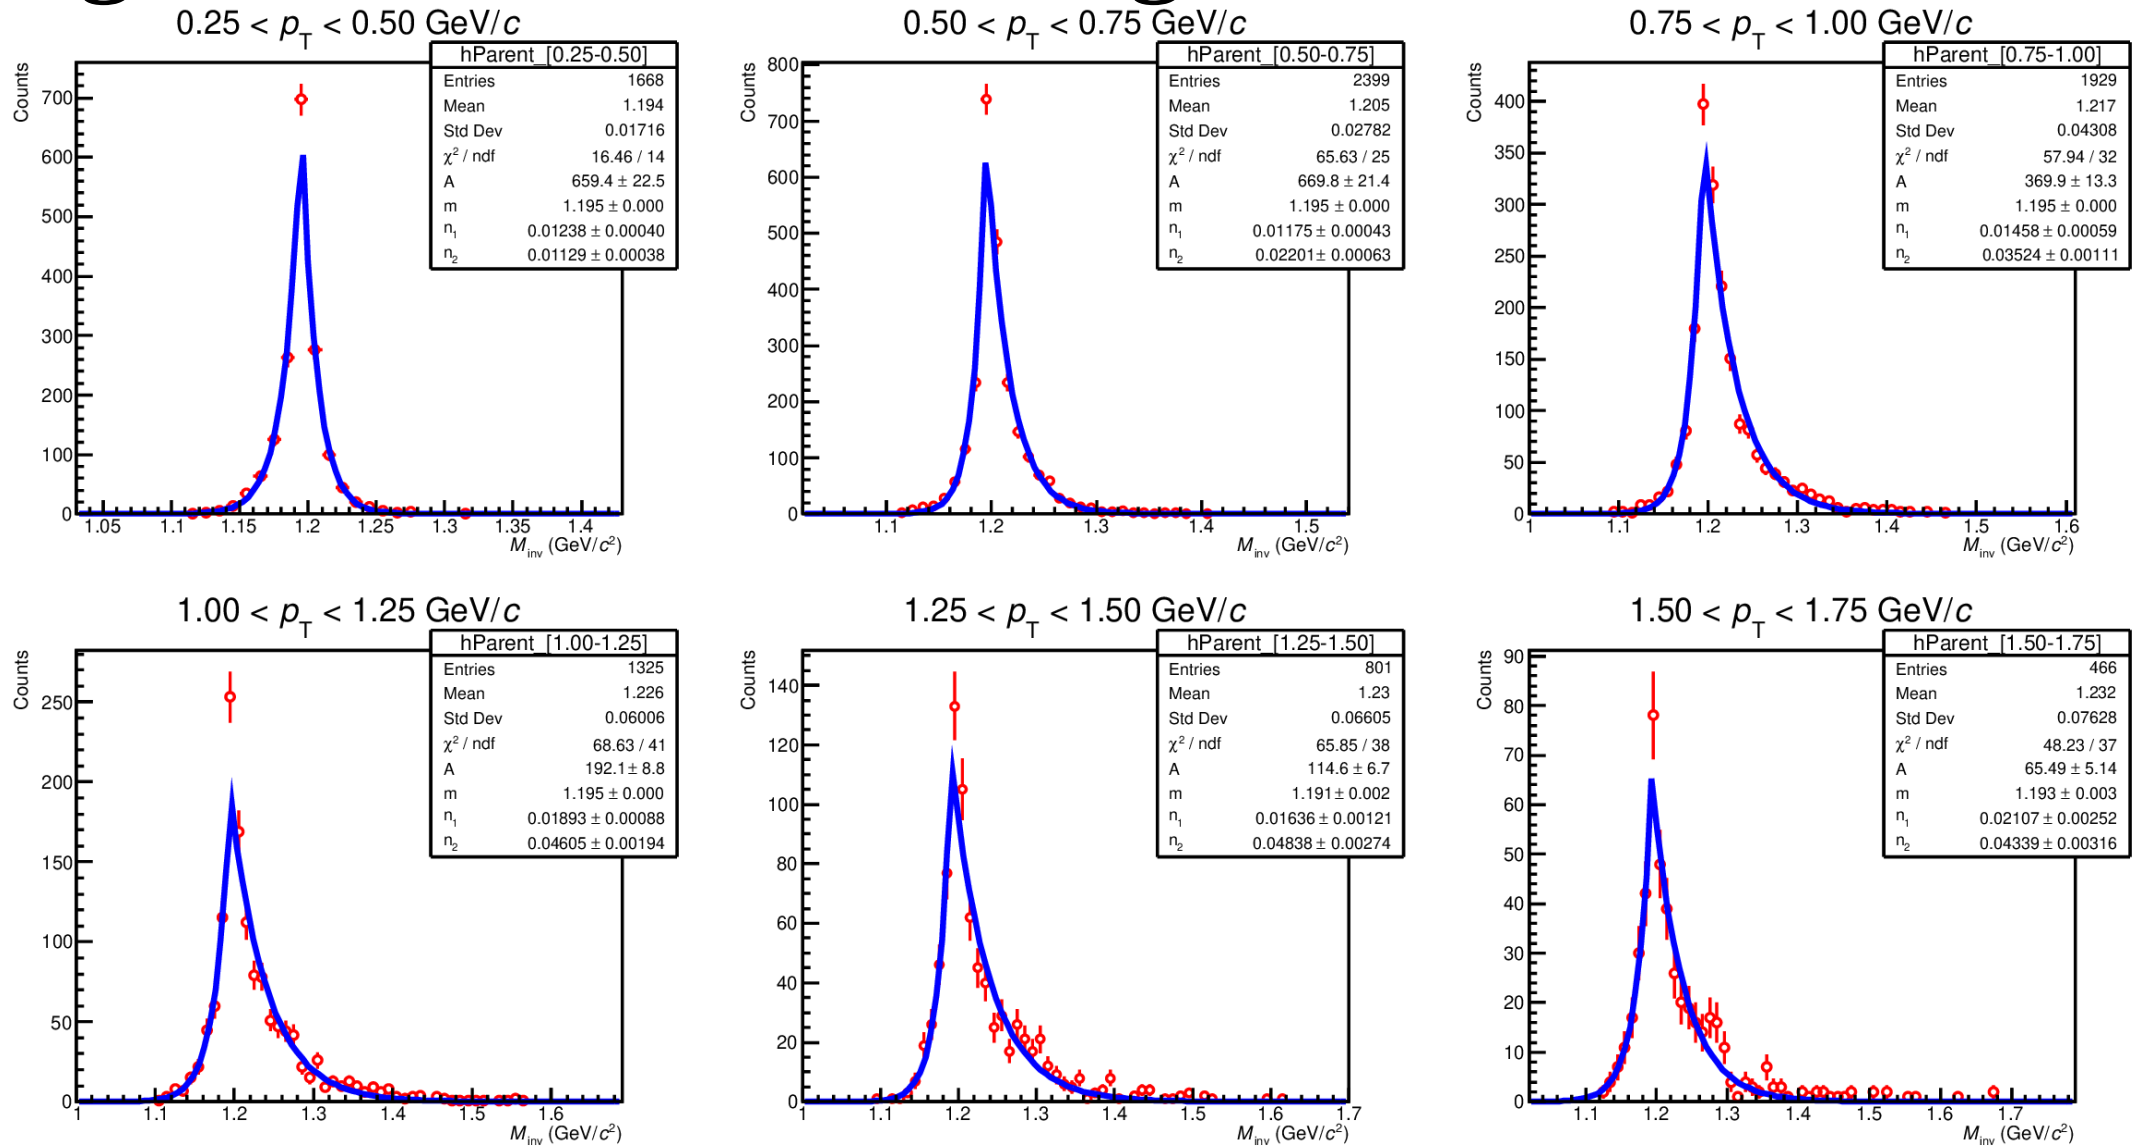 0.25 < pT < 0.50 GeV/c
Counts
hParent_[0.25-0.50]
Entries 1668
Mean 1.194
Std Dev 0.01716
χ² / ndf 16.46 / 14
A 659.4 ± 22.5
m 1.195 ± 0.000
n₁ 0.01238 ± 0.00040
n₂ 0.01129 ± 0.00038
700
600
500
400
300
200
100
0
1.05 1.1 1.15 1.2 1.25 1.3 1.35 1.4
Minv (GeV/c²)
0.50 < pT < 0.75 GeV/c
Counts
hParent_[0.50-0.75]
Entries 2399
Mean 1.205
Std Dev 0.02782
χ² / ndf 65.63 / 25
A 669.8 ± 21.4
m 1.195 ± 0.000
n₁ 0.01175 ± 0.00043
n₂ 0.02201 ± 0.00063
800
700
600
500
400
300
200
100
0
1.1 1.2 1.3 1.4 1.5
Minv (GeV/c²)
0.75 < pT < 1.00 GeV/c
Counts
hParent_[0.75-1.00]
Entries 1929
Mean 1.217
Std Dev 0.04308
χ² / ndf 57.94 / 32
A 369.9 ± 13.3
m 1.195 ± 0.000
n₁ 0.01458 ± 0.00059
n₂ 0.03524 ± 0.00111
400
350
300
250
200
150
100
50
0
1 1.1 1.2 1.3 1.4 1.5 1.6
Minv (GeV/c²)
1.00 < pT < 1.25 GeV/c
Counts
hParent_[1.00-1.25]
Entries 1325
Mean 1.226
Std Dev 0.06006
χ² / ndf 68.63 / 41
A 192.1 ± 8.8
m 1.195 ± 0.000
n₁ 0.01893 ± 0.00088
n₂ 0.04605 ± 0.00194
250
200
150
100
50
0
1 1.1 1.2 1.3 1.4 1.5 1.6
Minv (GeV/c²)
1.25 < pT < 1.50 GeV/c
Counts
hParent_[1.25-1.50]
Entries 801
Mean 1.23
Std Dev 0.06605
χ² / ndf 65.85 / 38
A 114.6 ± 6.7
m 1.191 ± 0.002
n₁ 0.01636 ± 0.00121
n₂ 0.04838 ± 0.00274
140
120
100
80
60
40
20
0
1 1.1 1.2 1.3 1.4 1.5 1.6 1.7
Minv (GeV/c²)
1.50 < pT < 1.75 GeV/c
Counts
hParent_[1.50-1.75]
Entries 466
Mean 1.232
Std Dev 0.07628
χ² / ndf 48.23 / 37
A 65.49 ± 5.14
m 1.193 ± 0.003
n₁ 0.02107 ± 0.00252
n₂ 0.04339 ± 0.00316
90
80
70
60
50
40
30
20
10
0
1.1 1.2 1.3 1.4 1.5 1.6 1.7
Minv (GeV/c²)